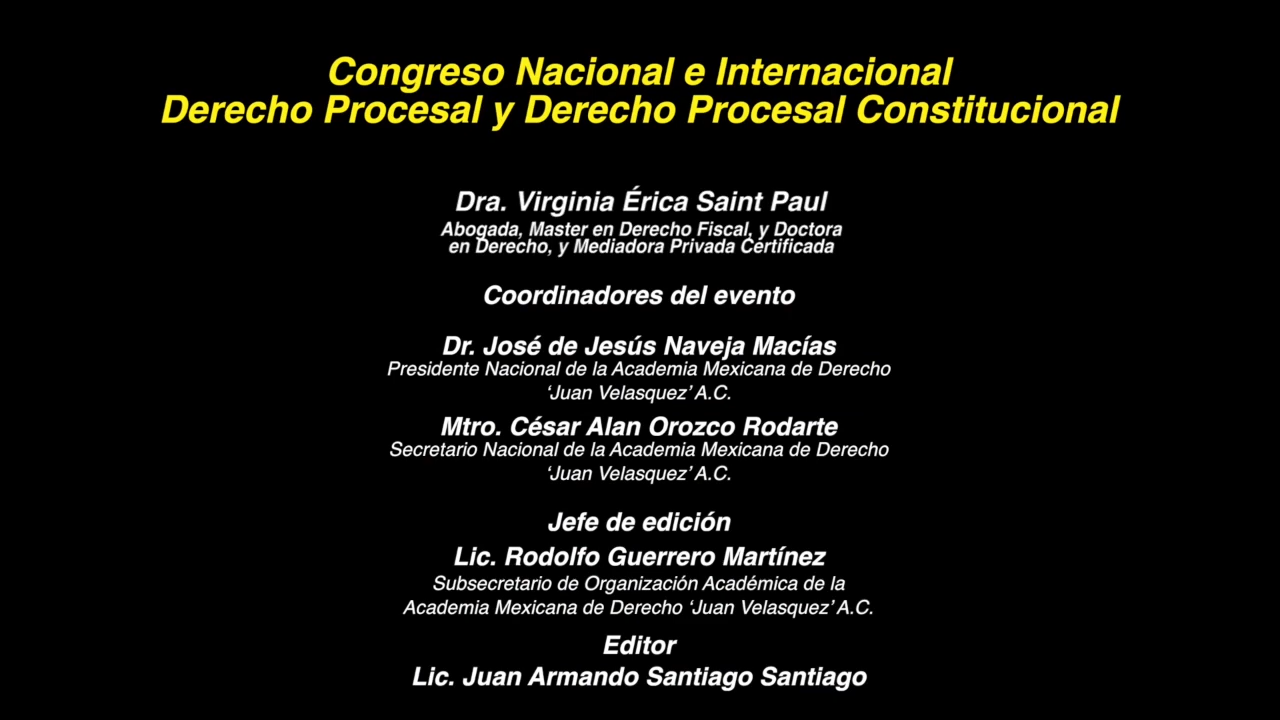 Congreso Nacional e Internacional
Derecho Procesal y Derecho Procesal Constitucional
Dra. Virginia Érica Saint Paul
Abogada, Master en Derecho Fiscal, y Doctora
en Derecho, y Mediadora Privada Certificada
Coordinadores del evento
Dr. José de Jesús Naveja Macías
Presidente Nacional de la Academia Mexicana de Derecho
‘Juan Velasquez’ A.C.
Mtro. César Alan Orozco Rodarte
Secretario Nacional de la Academia Mexicana de Derecho
‘Juan Velasquez’ A.C.
Jefe de edición
Lic. Rodolfo Guerrero Martínez
Subsecretario de Organización Académica de la
Academia Mexicana de Derecho ‘Juan Velasquez’ A.C.
Editor
Lic. Juan Armando Santiago Santiago